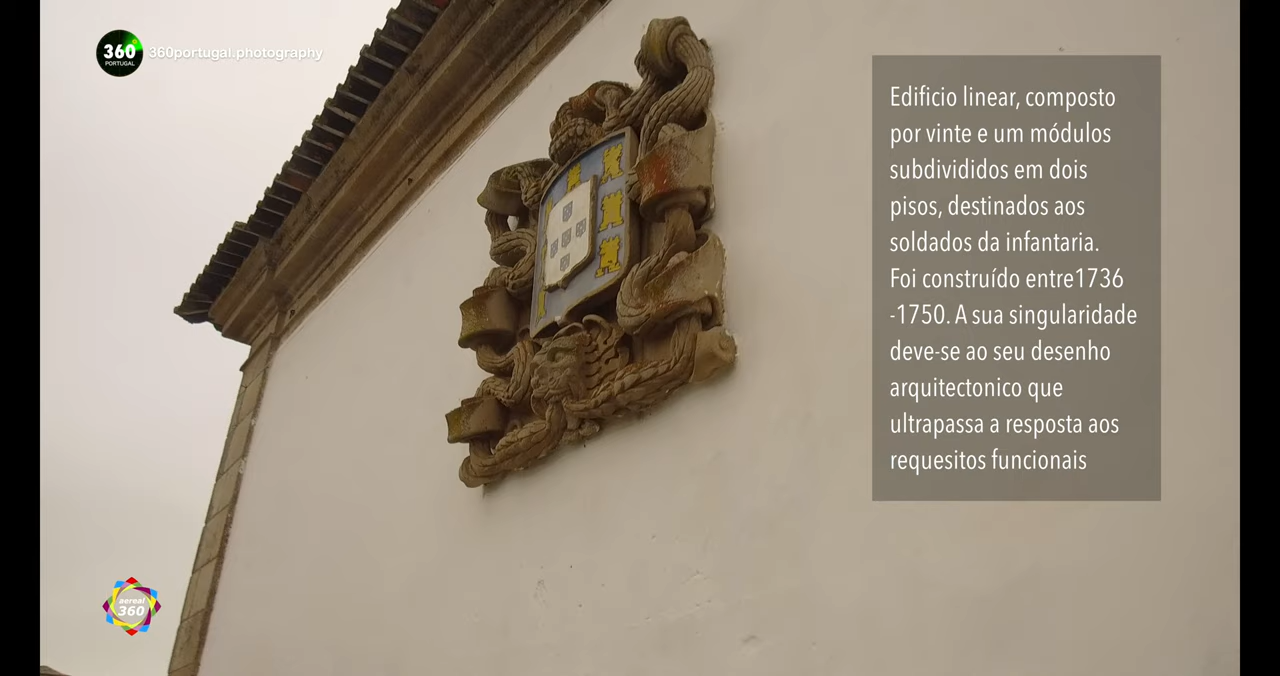 360
PORTUGAL
360portugal.photography
Edificio linear, composto
por vinte e um módulos
subdivididos em dois
pisos, destinados aos
soldados da infantaria.
Foi construído entre1736
-1750. A sua singularidade
deve-se ao seu desenho
arquitectonico que
ultrapassa a resposta aos
requesitos funcionais
aereal
360